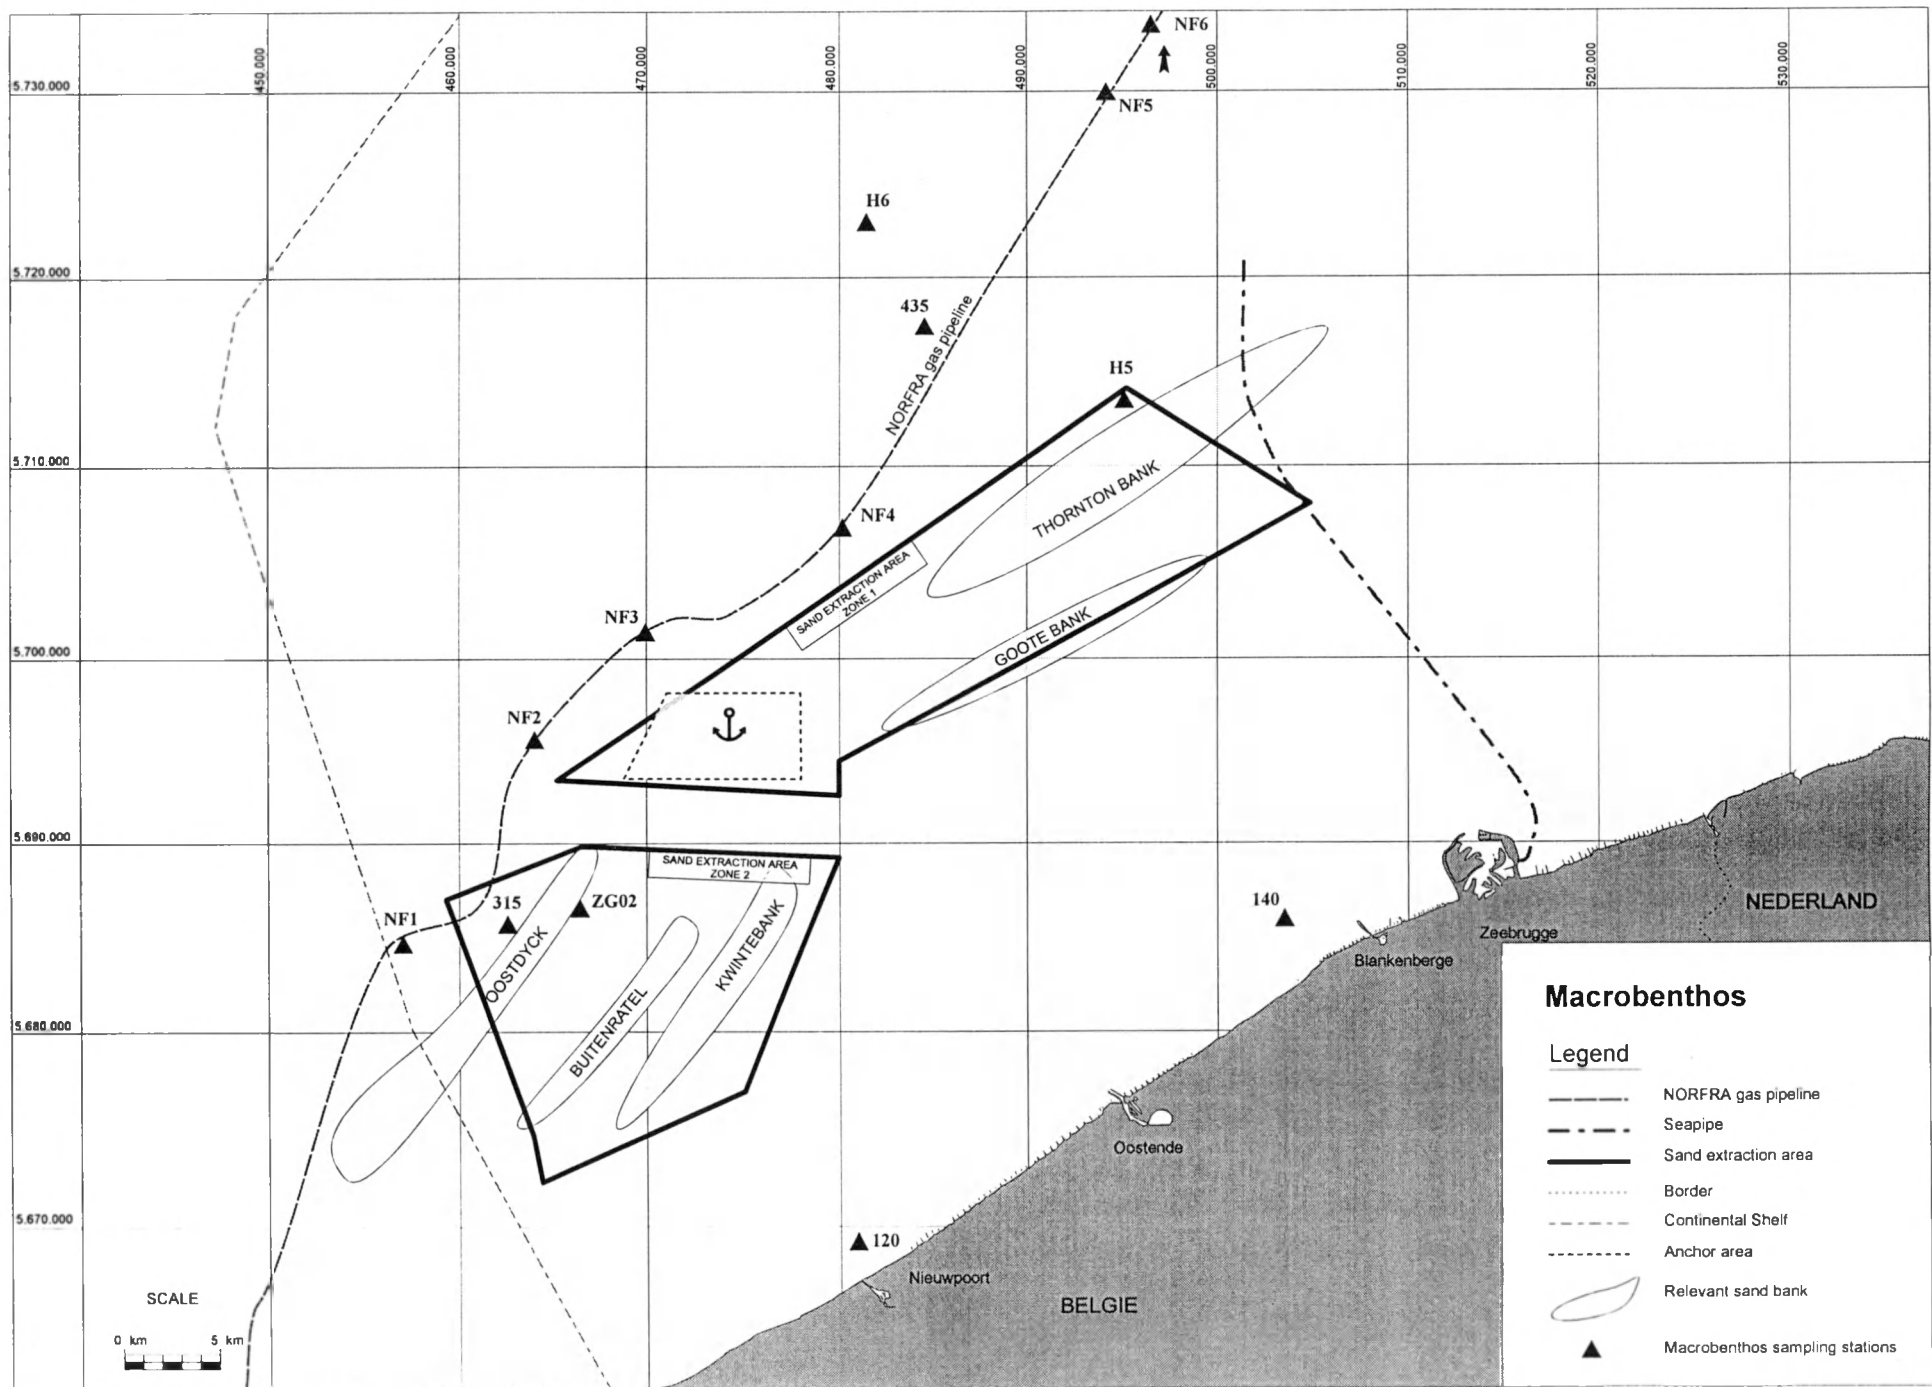 450.000
460.000
470.000
480.000
490.000
500.000
510.000
520.000
530.000
5.730.000
5.720.000
5.710.000
5.700.000
5.690.000
5.680.000
5.670.000
NF6
NF5
H6
435
NORFRA gas pipeline
H5
THORNTON BANK
NF4
SAND EXTRACTION AREA
ZONE 1
GOOTE BANK
NF3
NF2
SAND EXTRACTION AREA
ZONE 2
NF1
315
ZG02
OOSTDYCK
BUITENRATEL
KWINTEBANK
140
Blankenberge
Zeebrugge
NEDERLAND
Oostende
120
Nieuwpoort
BELGIE
SCALE
0 km 5 km
Macrobenthos
Legend
NORFRA gas pipeline
Seapipe
Sand extraction area
Border
Continental Shelf
Anchor area
Relevant sand bank
Macrobenthos sampling stations